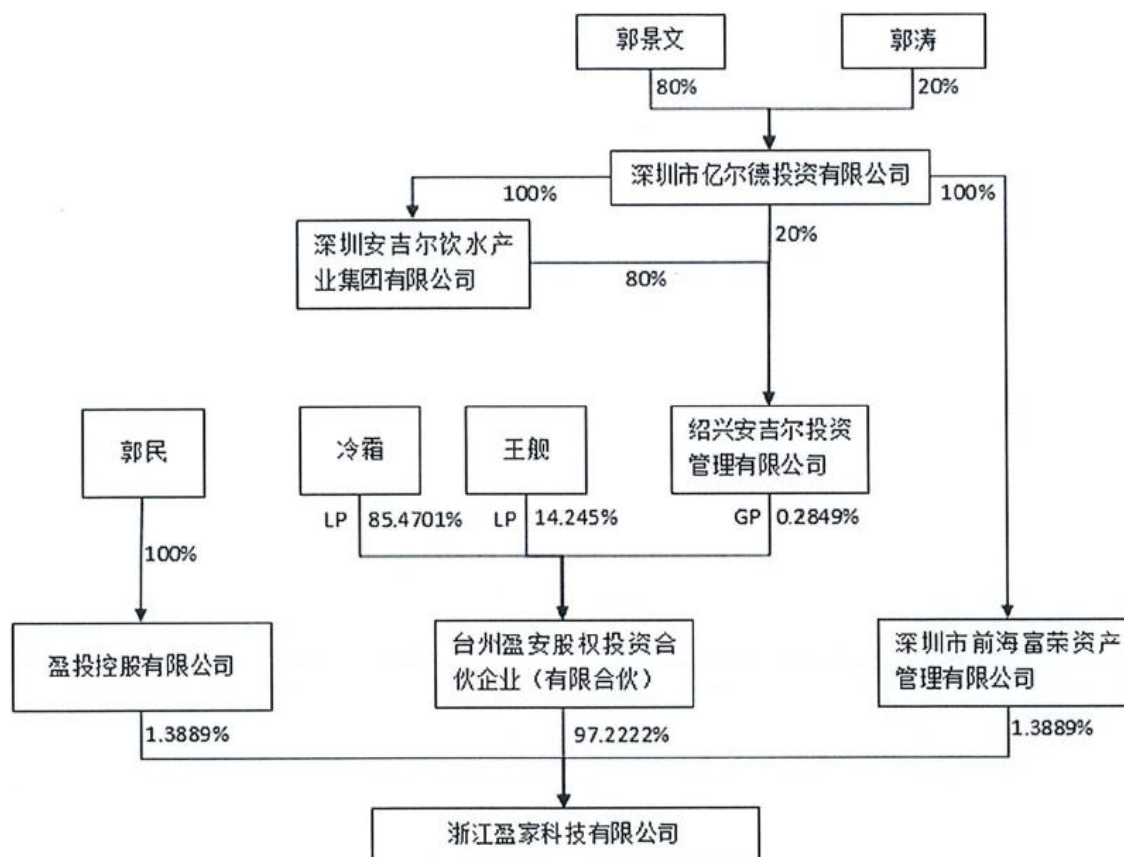 郭景文
郭涛
80%
20%
深圳市亿尔德投资有限公司
100%
100%
深圳安吉尔饮水产
业集团有限公司
20%
80%
郭民
冷霜
王舰
绍兴安吉尔投资
管理有限公司
LP
85.4701%
LP
14.245%
GP
0.2849%
100%
盈投控股有限公司
台州盈安股权投资合
伙企业（有限合伙）
深圳市前海富荣资产
管理有限公司
1.3889%
97.2222%
1.3889%
浙江盈家科技有限公司